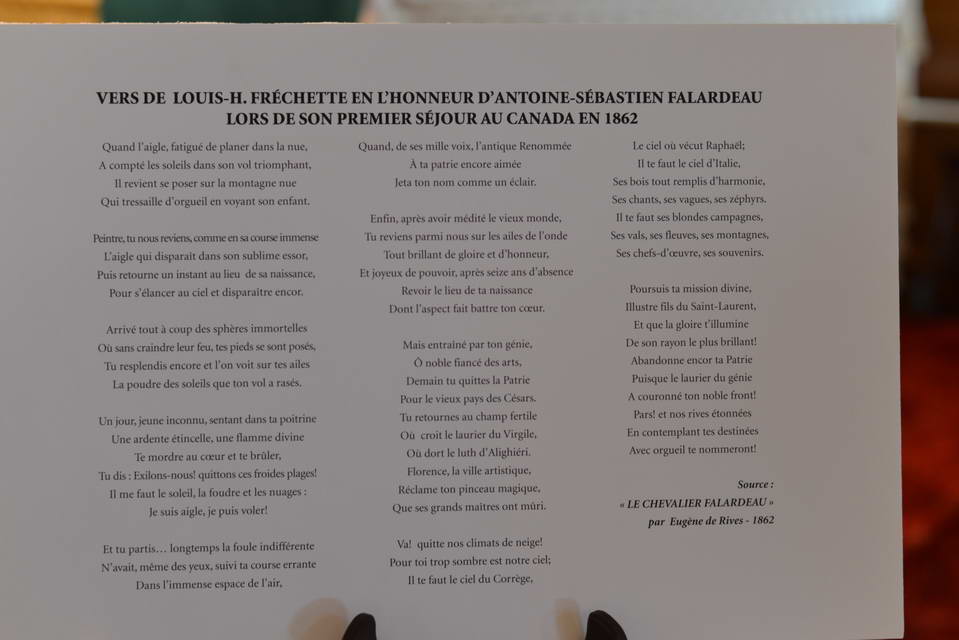 VERS DE LOUIS-H. FRÉCHETTE EN L'HONNEUR D'ANTOINE-SÉBASTIEN FALARDEAU
LORS DE SON PREMIER SÉJOUR AU CANADA EN 1862
Quand l'aigle, fatigué de planer dans la nue,
A compté les soleils dans son vol triomphant,
Il revient se poser sur la montagne nue
Qui tressaille d'orgueil en voyant son enfant.
Peintre, tu nous reviens, comme en sa course immense
L'aigle qui disparaît dans son sublime essor,
Puis retourne un instant au lieu de sa naissance,
Pour s'élancer au ciel et disparaître encor.
Arrivé tout à coup des sphères immortelles
Où sans craindre leur feu, tes pieds se sont posés,
Tu resplendis encore et l'on voit sur tes ailes
La poudre des soleils que ton vol a rasés.
Un jour, jeune inconnu, sentant dans ta poitrine
Une ardente étincelle, une flamme divine
Te mordre au cœur et te brûler,
Tu dis : Exilons-nous! quittons ces froides plages!
Il me faut le soleil, la foudre et les nuages :
Je suis aigle, je puis voler!
Et tu partis… longtemps la foule indifférente
N'avait, même des yeux, suivi ta course errante
Dans l'immense espace de l'air,
Quand, de ses mille voix, l'antique Renommée
À ta patrie encore aimée
Jeta ton nom comme un éclair.
Enfin, après avoir médité le vieux monde,
Tu reviens parmi nous sur les ailes de l'onde
Tout brillant de gloire et d'honneur,
Et joyeux de pouvoir, après seize ans d'absence
Revoir le lieu de ta naissance
Dont l'aspect fait battre ton cœur.
Mais entraîné par ton génie,
Ô noble fiancé des arts,
Demain tu quittes la Patrie
Pour le vieux pays des Césars.
Tu retournes au champ fertile
Où croit le laurier du Virgile,
Où dort le luth d'Alighiéri.
Florence, la ville artistique,
Réclame ton pinceau magique,
Que ses grands maîtres ont mûri.
Va! quitte nos climats de neige!
Pour toi trop sombre est notre ciel;
Il te faut le ciel du Corrège,
Le ciel où vécut Raphaël;
Il te faut le ciel d'Italie,
Ses bois tout remplis d'harmonie,
Ses chants, ses vagues, ses zéphyrs.
Il te faut ses blondes campagnes,
Ses vals, ses fleuves, ses montagnes,
Ses chefs-d'œuvre, ses souvenirs.
Poursuis ta mission divine,
Illustre fils du Saint-Laurent,
Et que la gloire t'illumine
De son rayon le plus brillant!
Abandonne encor ta Patrie
Puisque le laurier du génie
A couronné ton noble front!
Pars! et nos rives étonnées
En contemplant tes destinées
Avec orgueil te nommeront!
Source :
« LE CHEVALIER FALARDEAU »
par Eugène de Rives - 1862